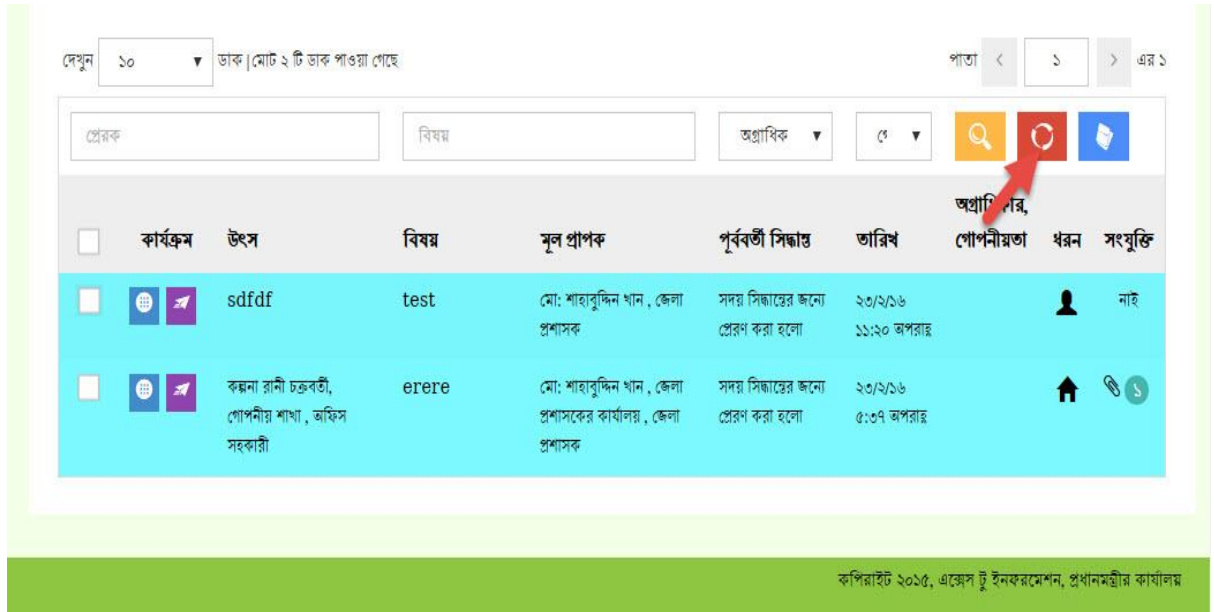 দেখুন ১০ ডাক|মোট ২ টি ডাক পাওয়া গেছে পাতা < ১ > এর ১
প্রেরক বিষয় অগ্রাধিক গে
অগ্রাধিকার,
কার্যক্রম উৎস বিষয় মূল প্রাপক পূর্ববর্তী সিদ্ধান্ত তারিখ গোপনীয়তা ধরন সংযুক্তি
sdfdf test মো: শাহাবুদ্দিন খান , জেলা সদয় সিদ্ধান্তের জন্যে ২৩/২/১৬ নাই
প্রশাসক প্রেরণ করা হলো ১১:২০ অপরাহ্ণ
কল্পনা রানী চক্রবর্তী, erere মো: শাহাবুদ্দিন খান , জেলা সদয় সিদ্ধান্তের জন্যে ২৩/২/১৬ ১
গোপনীয় শাখা , অফিস প্রশাসকের কার্যালয় , জেলা প্রেরণ করা হলো ৫:৩৭ অপরাহ্ণ
সহকারী প্রশাসক
কপিরাইট ২০১৫, এক্সেস টু ইনফরমেশন, প্রধানমন্ত্রীর কার্যালয়